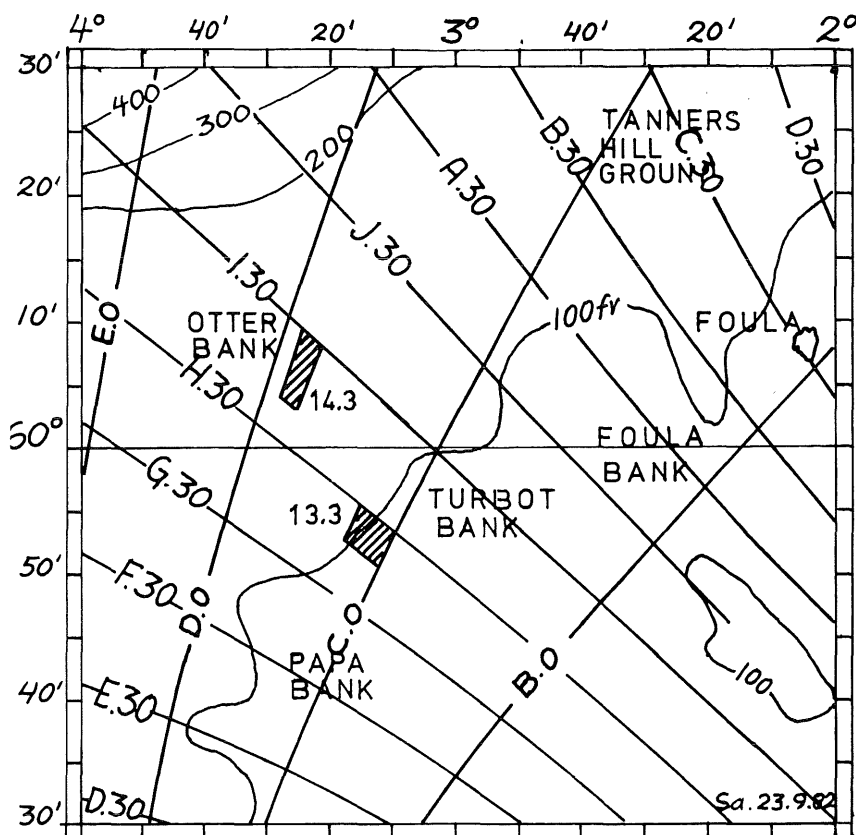 4° 40' 20' 3° 40' 20' 2°
30'
400
300
200
TANNERS
HILL
GROUND
B.30
C.30
D.30
A.30
20'
J.30
I.30
E.0
10'
OTTER
BANK
100fr
FOULA
H.30
14.3
60°
FOULA
BANK
G.30
13.3
TURBOT
BANK
50'
F.30
D.0
C.0
B.0
PAPA
BANK
100
40'
E.30
D.30
30'
Sa. 23.9.82